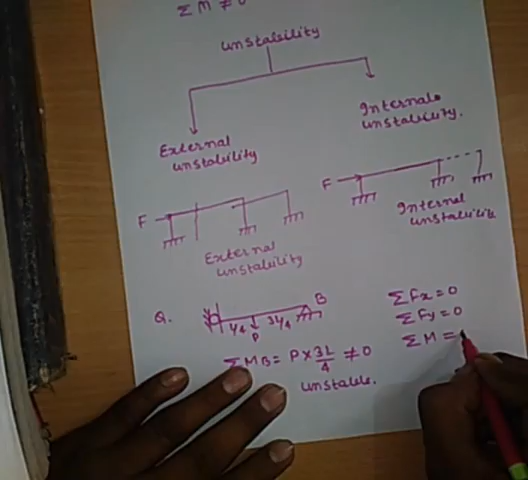 ΣM ≠ 0
unstability
External
unstability
Internal
unstability.
F
External
unstability
F
Internal
unstability
Q.
B
L/4
P
3L/4
ΣMB = P × 3L/4 ≠ 0
unstable.
ΣFx = 0
ΣFy = 0
ΣM =